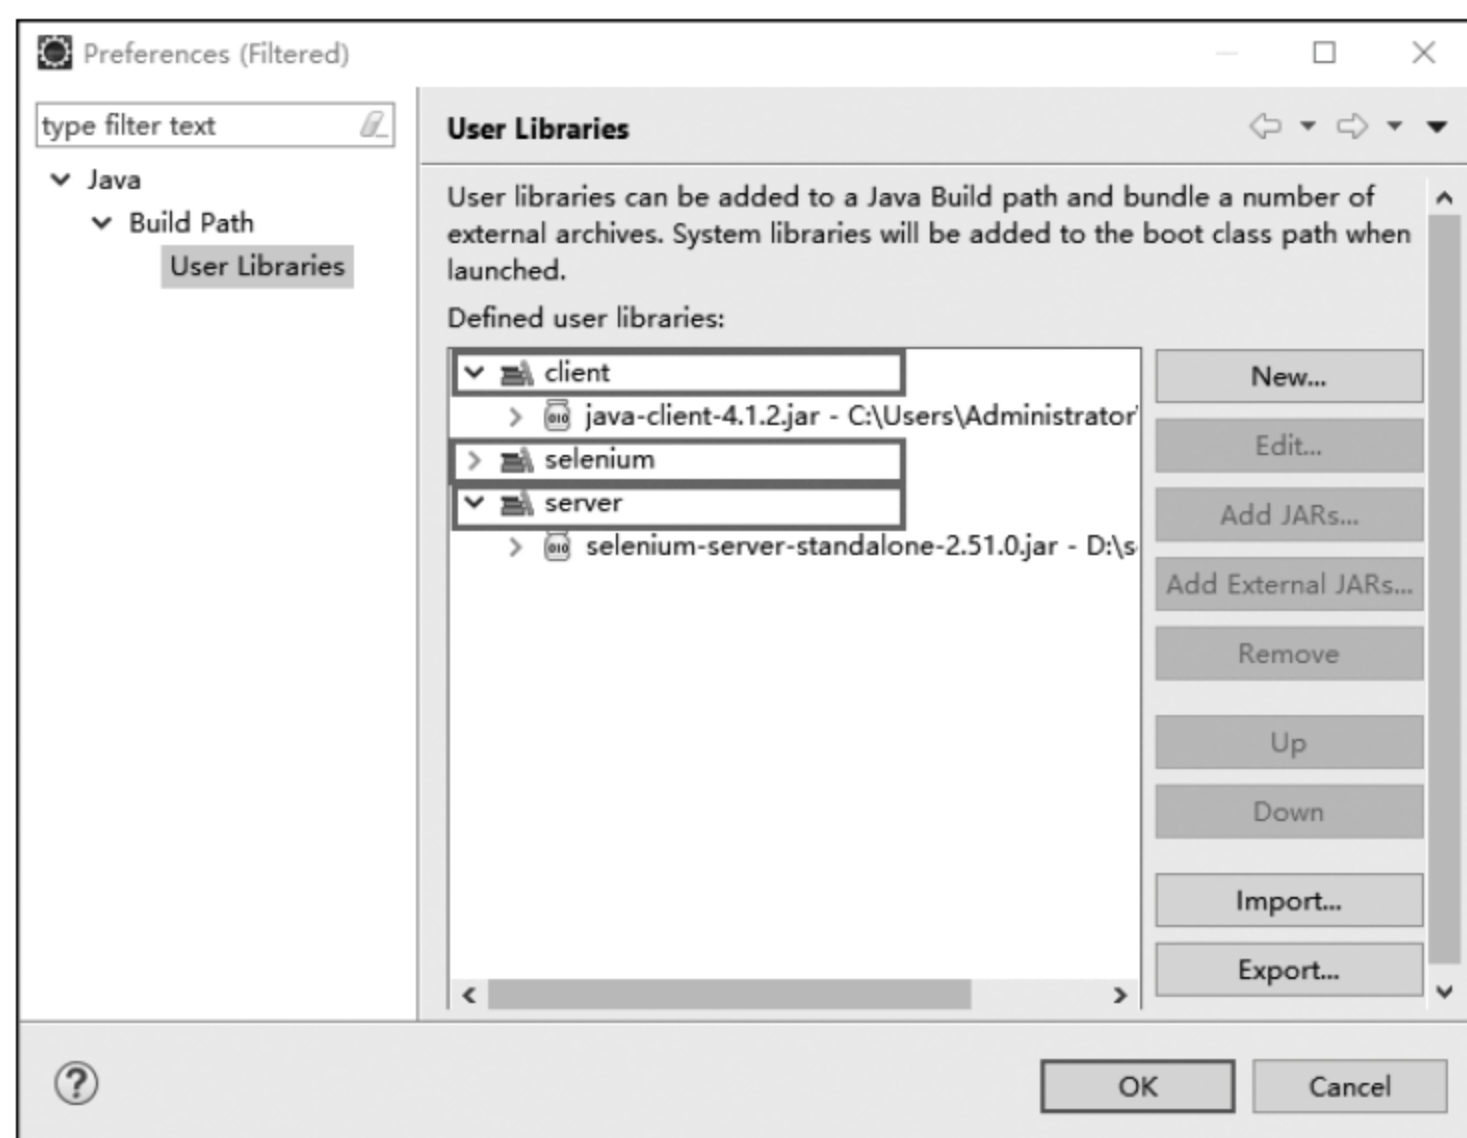 Preferences (Filtered)
type filter text
Java
Build Path
User Libraries
User Libraries
User libraries can be added to a Java Build path and bundle a number of
external archives. System libraries will be added to the boot class path when
launched.
Defined user libraries:
client
java-client-4.1.2.jar - C:\Users\Administrator\
selenium
server
selenium-server-standalone-2.51.0.jar - D:\s
New...
Edit...
Add JARs...
Add External JARs...
Remove
Up
Down
Import...
Export...
?
OK
Cancel